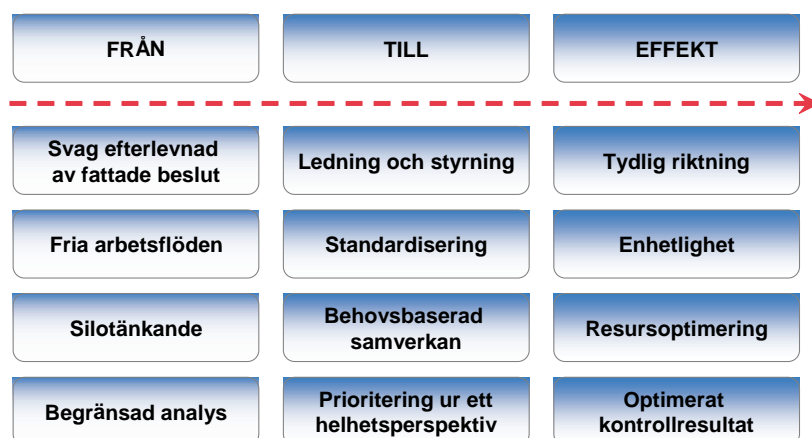 FRÅN
TILL
EFFEKT
Svag efterlevnad
av fattade beslut
Ledning och styrning
Tydlig riktning
Fria arbetsflöden
Standardisering
Enhetlighet
Silotänkande
Behovsbaserad
samverkan
Resursoptimering
Begränsad analys
Prioritering ur ett
helhetsperspektiv
Optimerat
kontrollresultat